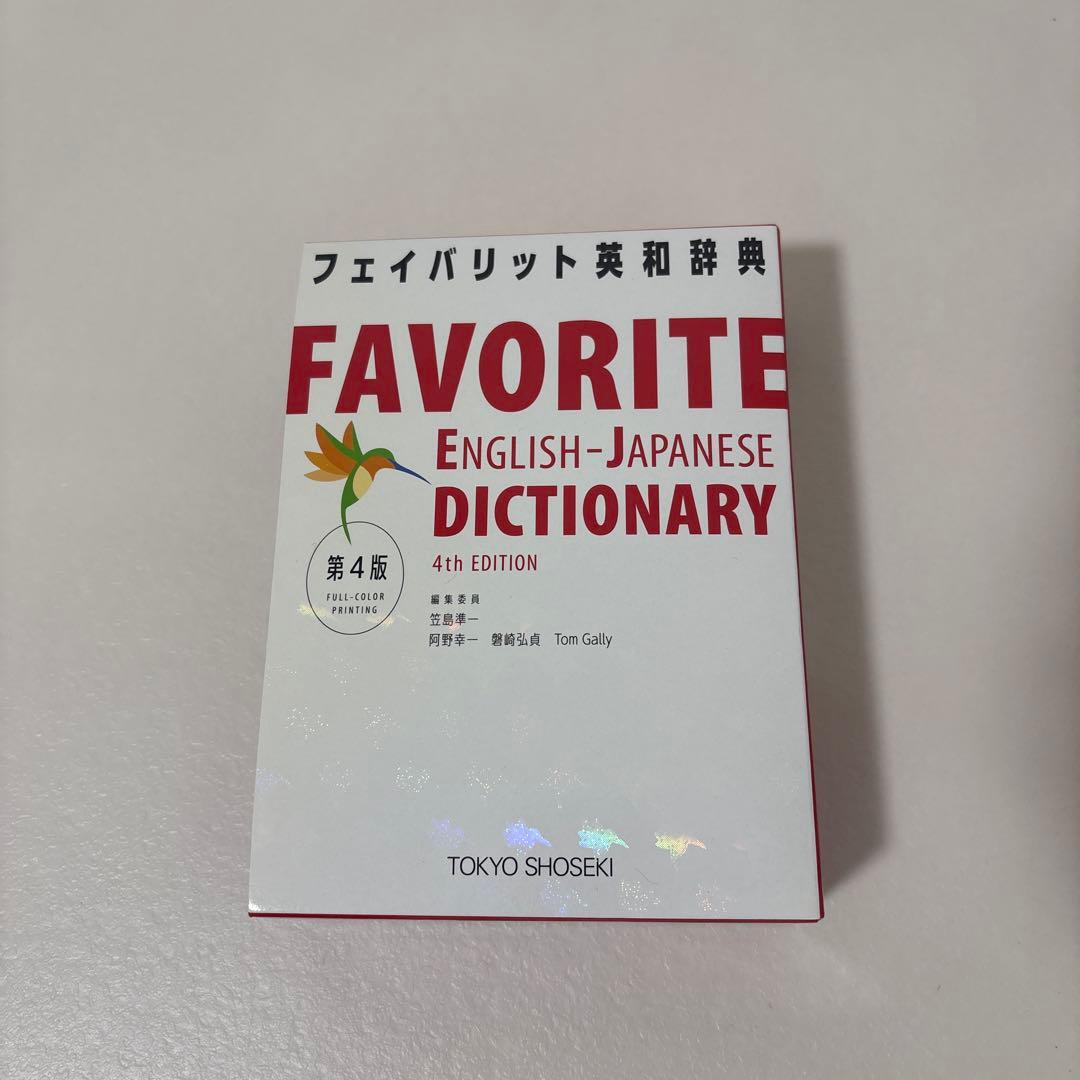 フェイバリット英和辞典
FAVORITE
ENGLISH-JAPANESE
DICTIONARY
4th EDITION
第4版
FULL-COLOR
PRINTING
編集委員
笠島準一
阿野幸一 磐崎弘貞 Tom Gally
TOKYO SHOSEKI